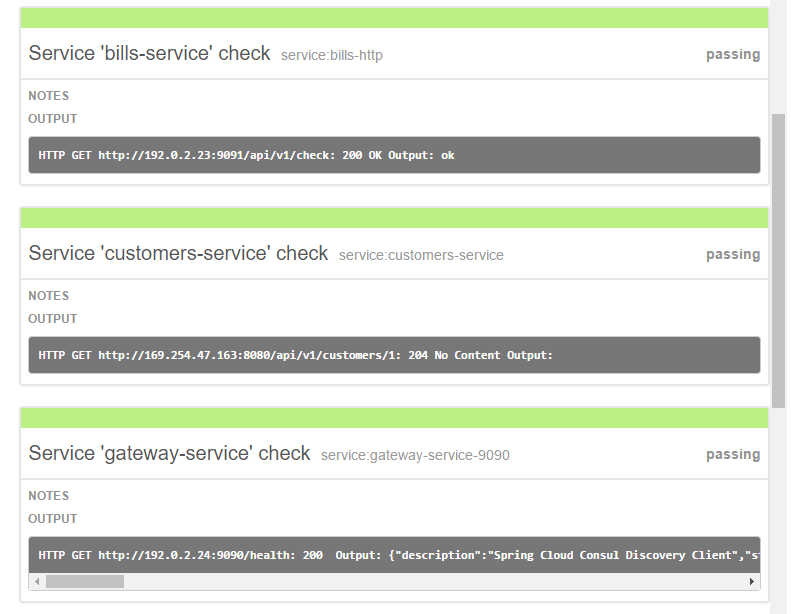 Service 'bills-service' check service:bills-http passing
NOTES
OUTPUT
HTTP GET http://192.0.2.23:9091/api/v1/check: 200 OK Output: ok
Service 'customers-service' check service:customers-service passing
NOTES
OUTPUT
HTTP GET http://169.254.47.163:8080/api/v1/customers/1: 204 No Content Output:
Service 'gateway-service' check service:gateway-service-9090 passing
NOTES
OUTPUT
HTTP GET http://192.0.2.24:9090/health: 200 Output: {"description":"Spring Cloud Consul Discovery Client","